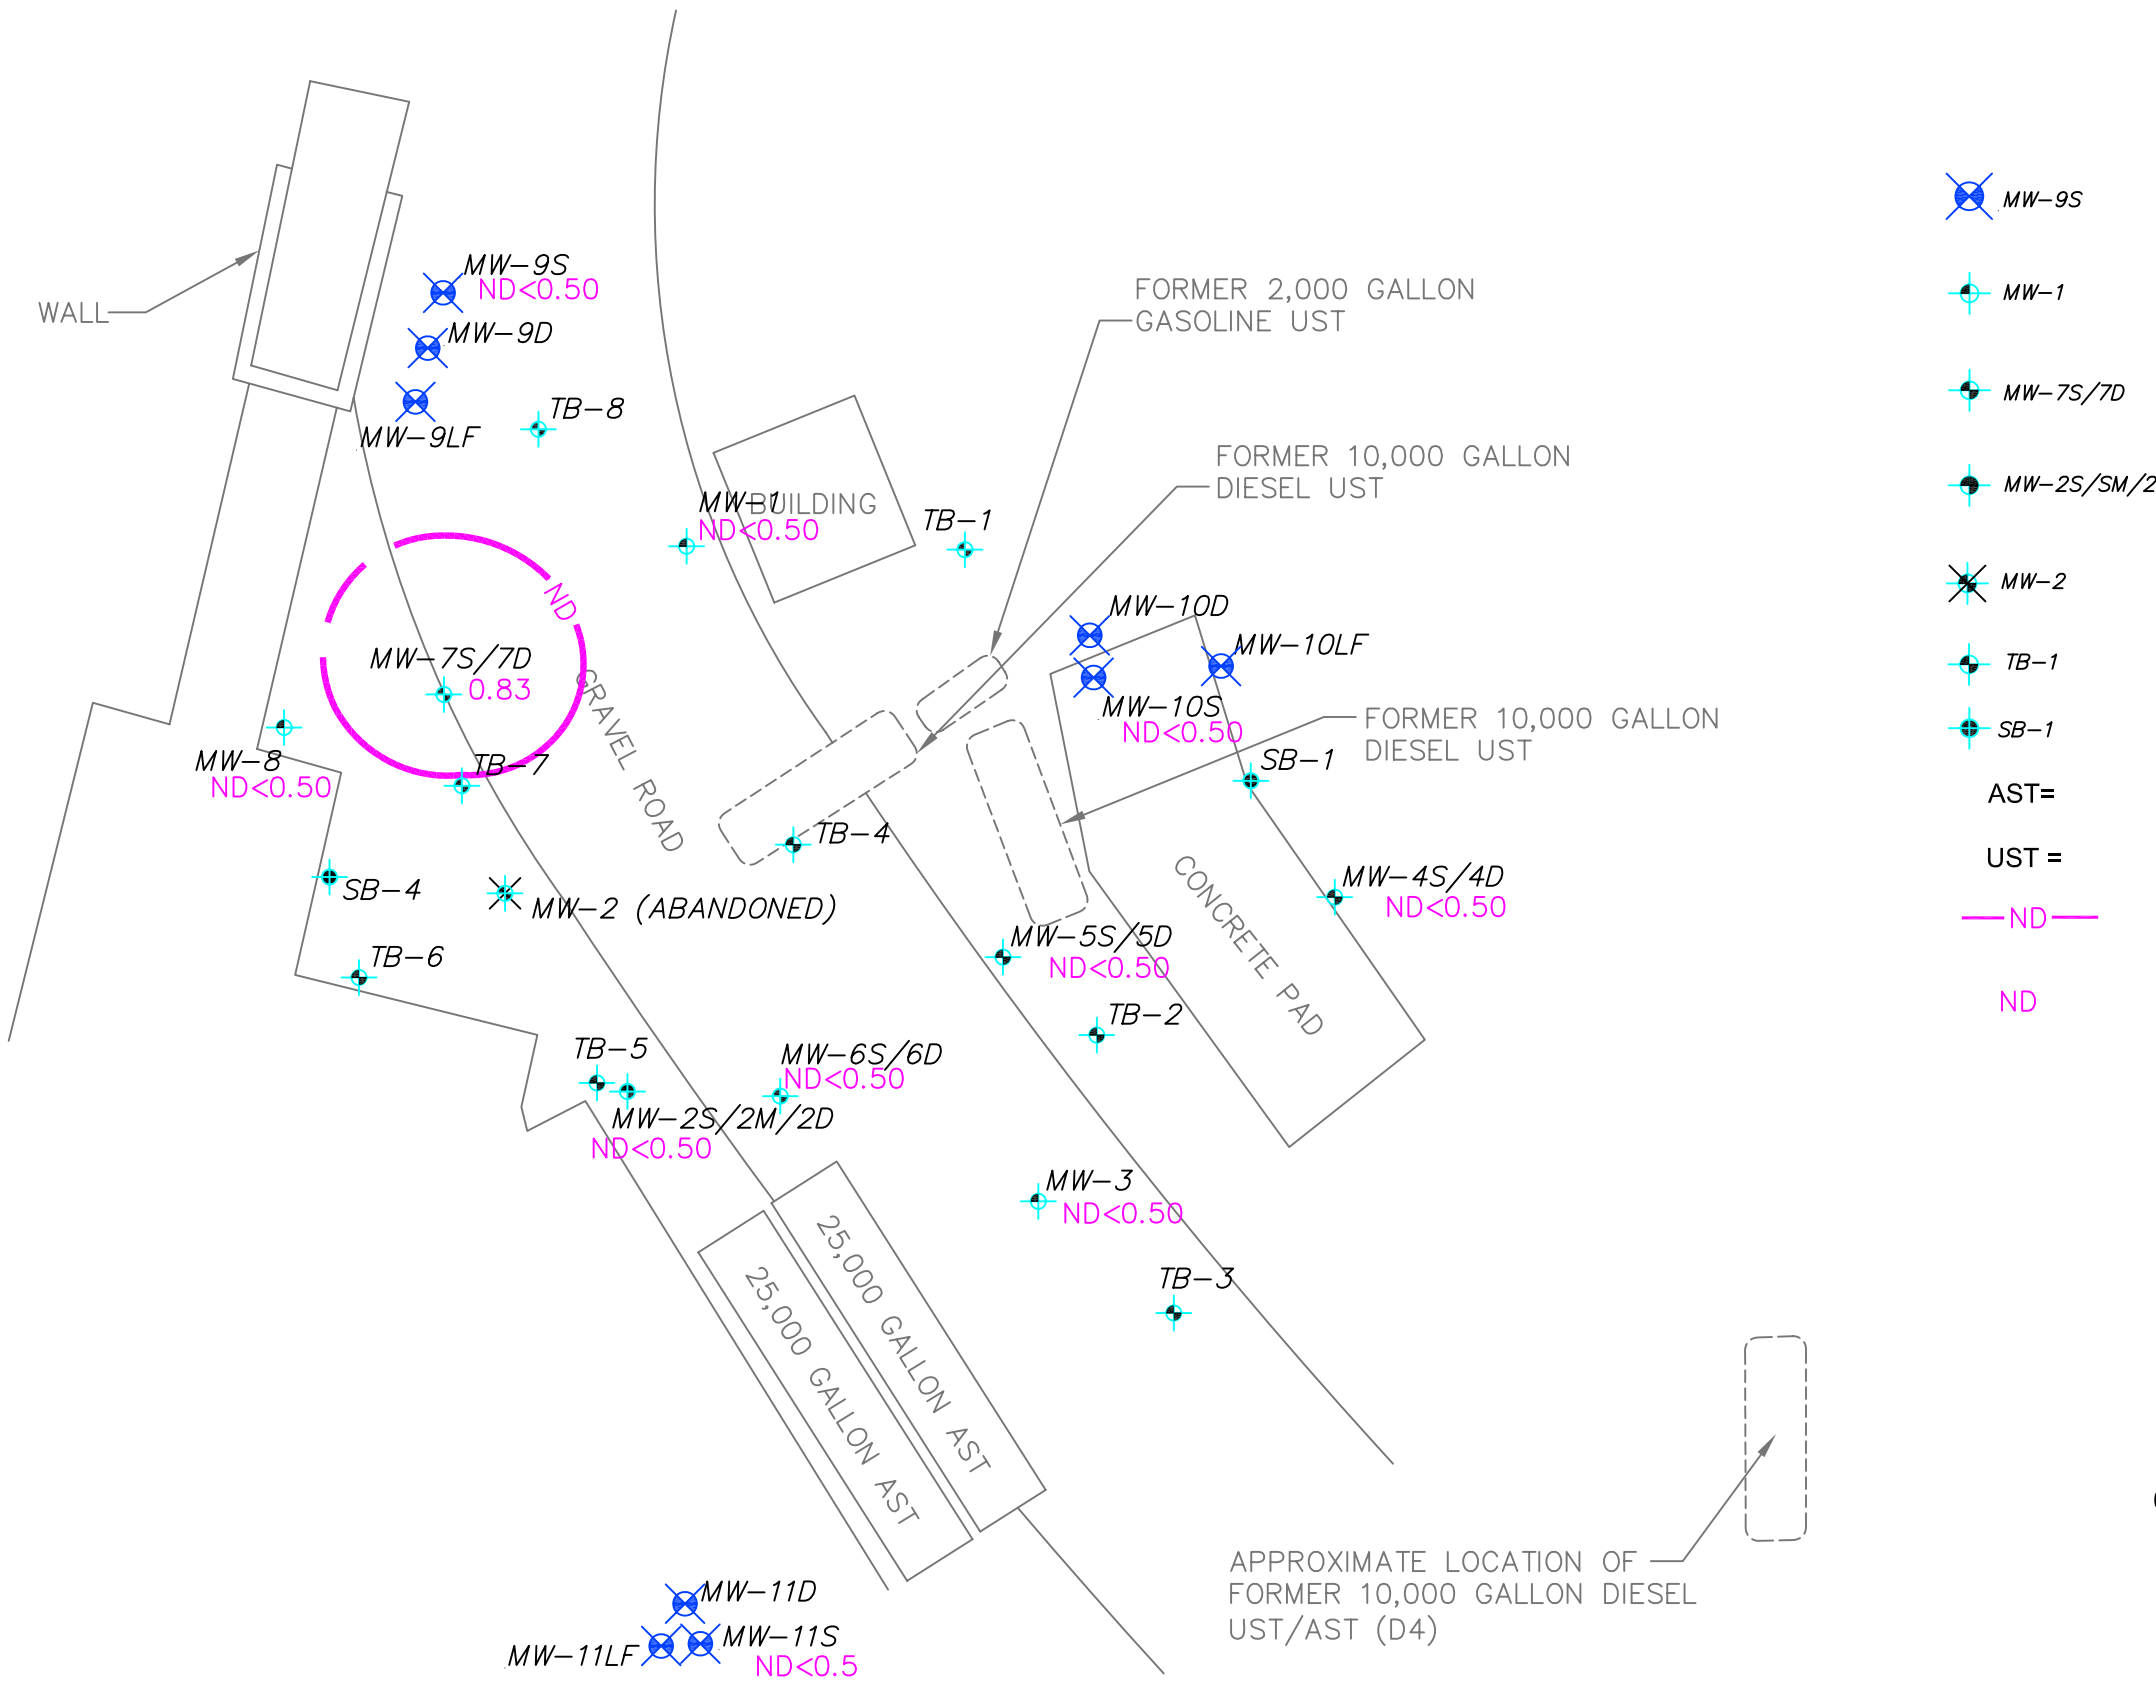 MW-9S
MW-9S
ND<0.50
FORMER 2,000 GALLON
GASOLINE UST
MW-1
WALL
MW-9D
MW-7S/7D
TB-8
MW-9LF
FORMER 10,000 GALLON
DIESEL UST
MW-2S/SM/2
MW-1
BUILDING
ND<0.50
TB-1
MW-2
ND
MW-10D
MW-10LF
MW-7S/7D
0.83
TB-1
GRAVEL ROAD
MW-10S
ND<0.50
FORMER 10,000 GALLON
DIESEL UST
SB-1
MW-8
ND<0.50
TB-7
SB-1
AST=
TB-4
UST =
SB-4
MW-2 (ABANDONED)
CONCRETE PAD
MW-4S/4D
ND<0.50
ND
TB-6
MW-5S/5D
ND<0.50
ND
TB-2
TB-5
MW-6S/6D
ND<0.50
MW-2S/2M/2D
ND<0.50
MW-3
ND<0.50
25,000 GALLON AST
25,000 GALLON AST
TB-3
APPROXIMATE LOCATION OF
FORMER 10,000 GALLON DIESEL
UST/AST (D4)
MW-11D
MW-11S
MW-11LF
ND<0.5